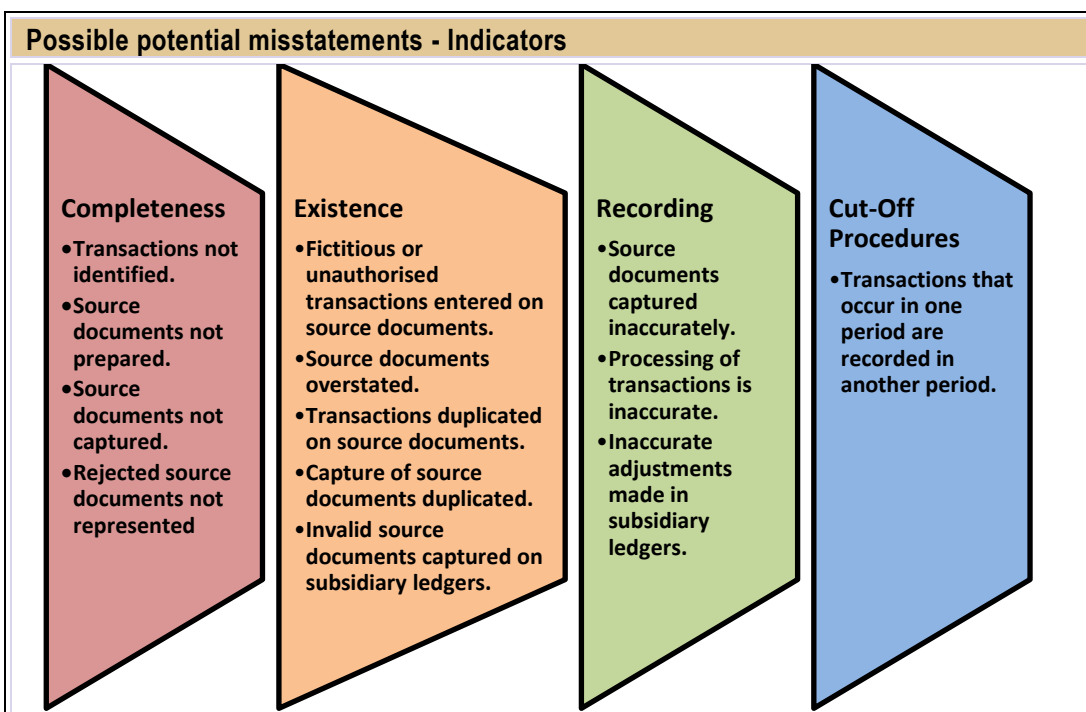 Possible potential misstatements - Indicators
Completeness
•Transactions not
identified.
•Source
documents not
prepared.
•Source
documents not
captured.
•Rejected source
documents not
represented
Existence
•Fictitious or
unauthorised
transactions entered on
source documents.
•Source documents
overstated.
•Transactions duplicated
on source documents.
•Capture of source
documents duplicated.
•Invalid source
documents captured on
subsidiary ledgers.
Recording
•Source
documents
captured
inaccurately.
•Processing of
transactions is
inaccurate.
•Inaccurate
adjustments
made in
subsidiary
ledgers.
Cut-Off
Procedures
•Transactions that
occur in one
period are
recorded in
another period.